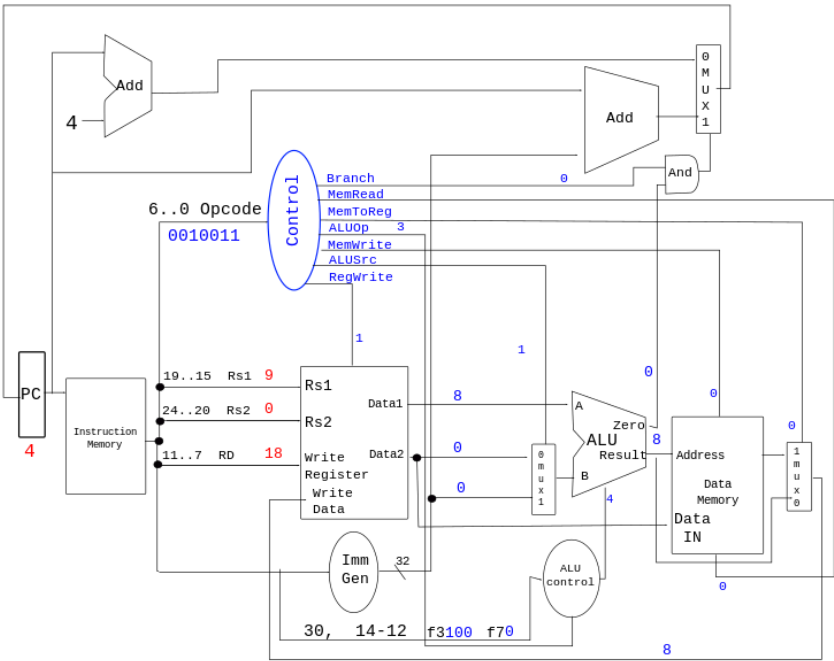 Add
4
0
M
U
X
1
Add
And
Control
Branch 0
MemRead
MemToReg
ALUOp 3
MemWrite
ALUSrc
RegWrite
6..0 Opcode
0010011
1
1
PC
4
Instruction
Memory
19..15 Rs1 9
24..20 Rs2 0
11..7 RD 18
Rs1
Rs2
Write
Register
Write
Data
Data1
Data2
8
0
0
0
m
u
x
1
A
B
ALU
Zero
Result
0
8
4
0
Address
Data
Memory
Data
IN
0
0
1
m
u
x
0
Imm
Gen
32
ALU
control
30, 14-12 f3100 f70
8